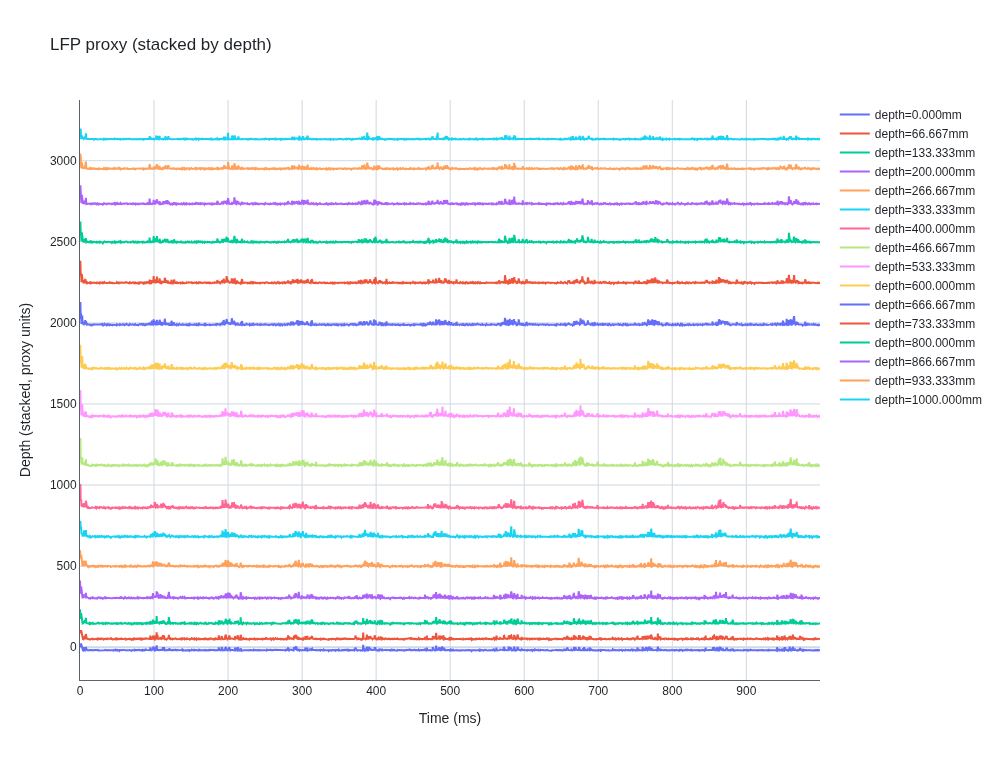 LFP proxy (stacked by depth)
depth=0.000mm
depth=66.667mm
depth=133.333mm
depth=200.000mm
depth=266.667mm
depth=333.333mm
depth=400.000mm
depth=466.667mm
depth=533.333mm
depth=600.000mm
depth=666.667mm
depth=733.333mm
depth=800.000mm
depth=866.667mm
depth=933.333mm
depth=1000.000mm
3000
2500
2000
1500
1000
500
0
Depth (stacked, proxy units)
0 100 200 300 400 500 600 700 800 900
Time (ms)